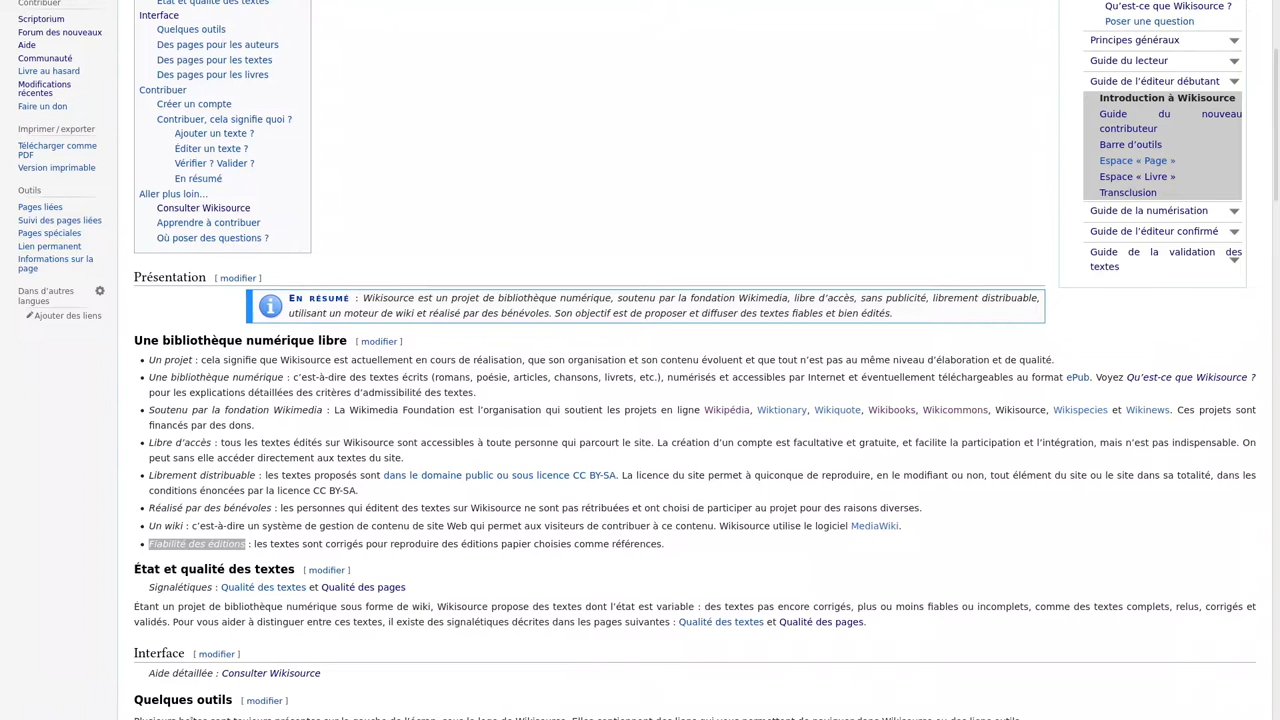 Contribuer
Scriptorium
Forum des nouveaux
Aide
Communauté
Livre au hasard
Modifications
récentes
Faire un don
Imprimer / exporter
Télécharger comme
PDF
Version imprimable
Outils
Pages liées
Suivi des pages liées
Pages spéciales
Lien permanent
Informations sur la
page
Dans d’autres
langues
Ajouter des liens
État et qualité des textes
Interface
Quelques outils
Des pages pour les auteurs
Des pages pour les textes
Des pages pour les livres
Contribuer
Créer un compte
Contribuer, cela signifie quoi ?
Ajouter un texte ?
Éditer un texte ?
Vérifier ? Valider ?
En résumé
Aller plus loin…
Consulter Wikisource
Apprendre à contribuer
Où poser des questions ?
Qu’est-ce que Wikisource ?
Poser une question
Principes généraux
Guide du lecteur
Guide de l’éditeur débutant
Introduction à Wikisource
Guide du nouveau
contributeur
Barre d’outils
Espace « Page »
Espace « Livre »
Transclusion
Guide de la numérisation
Guide de l’éditeur confirmé
Guide de la validation des
textes
Présentation [ modifier ]
EN RÉSUMÉ : Wikisource est un projet de bibliothèque numérique, soutenu par la fondation Wikimedia, libre d’accès, sans publicité, librement distribuable,
utilisant un moteur de wiki et réalisé par des bénévoles. Son objectif est de proposer et diffuser des textes fiables et bien édités.
Une bibliothèque numérique libre [ modifier ]
• Un projet : cela signifie que Wikisource est actuellement en cours de réalisation, que son organisation et son contenu évoluent et que tout n’est pas au même niveau d’élaboration et de qualité.
• Une bibliothèque numérique : c’est-à-dire des textes écrits (romans, poésie, articles, chansons, livrets, etc.), numérisés et accessibles par Internet et éventuellement téléchargeables au format ePub. Voyez Qu’est-ce que Wikisource ?
pour les explications détaillées des critères d’admissibilité des textes.
• Soutenu par la fondation Wikimedia : La Wikimedia Foundation est l’organisation qui soutient les projets en ligne Wikipédia, Wiktionary, Wikiquote, Wikibooks, Wikicommons, Wikisource, Wikispecies et Wikinews. Ces projets sont
financés par des dons.
• Libre d’accès : tous les textes édités sur Wikisource sont accessibles à toute personne qui parcourt le site. La création d’un compte est facultative et gratuite, et facilite la participation et l’intégration, mais n’est pas indispensable. On
peut sans elle accéder directement aux textes du site.
• Librement distribuable : les textes proposés sont dans le domaine public ou sous licence CC BY-SA. La licence du site permet à quiconque de reproduire, en le modifiant ou non, tout élément du site ou le site dans sa totalité, dans les
conditions énoncées par la licence CC BY-SA.
• Réalisé par des bénévoles : les personnes qui éditent des textes sur Wikisource ne sont pas rétribuées et ont choisi de participer au projet pour des raisons diverses.
• Un wiki : c’est-à-dire un système de gestion de contenu de site Web qui permet aux visiteurs de contribuer à ce contenu. Wikisource utilise le logiciel MediaWiki.
• Fiabilité des éditions : les textes sont corrigés pour reproduire des éditions papier choisies comme références.
État et qualité des textes [ modifier ]
Signalétiques : Qualité des textes et Qualité des pages
Étant un projet de bibliothèque numérique sous forme de wiki, Wikisource propose des textes dont l’état est variable : des textes pas encore corrigés, plus ou moins fiables ou incomplets, comme des textes complets, relus, corrigés et
validés. Pour vous aider à distinguer entre ces textes, il existe des signalétiques décrites dans les pages suivantes : Qualité des textes et Qualité des pages.
Interface [ modifier ]
Aide détaillée : Consulter Wikisource
Quelques outils [ modifier ]